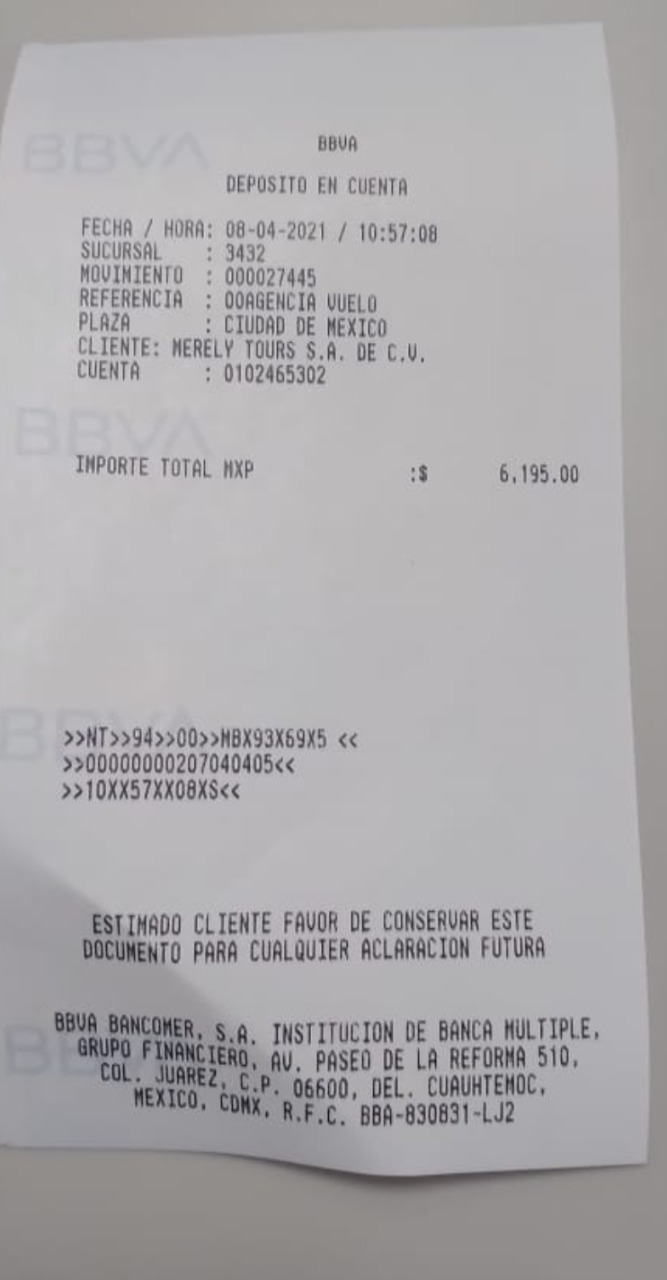 BBVA
DEPOSITO EN CUENTA
FECHA / HORA: 08-04-2021 / 10:57:08
SUCURSAL : 3432
MOVIMIENTO : 000027445
REFERENCIA : 00AGENCIA VUELO
PLAZA : CIUDAD DE MEXICO
CLIENTE: MERELY TOURS S.A. DE C.V.
CUENTA : 0102465302
BBVA
IMPORTE TOTAL MXP :$ 6,195.00
BBVA
>>NT>>94>>00>>MBX93X69X5 <<
>>00000000207040405<<
>>10XX57XX08XS<<
ESTIMADO CLIENTE FAVOR DE CONSERVAR ESTE
DOCUMENTO PARA CUALQUIER ACLARACION FUTURA
BBVA BANCOMER, S.A. INSTITUCION DE BANCA MULTIPLE,
GRUPO FINANCIERO, AV. PASEO DE LA REFORMA 510,
COL. JUAREZ, C.P. 06600, DEL. CUAUHTEMOC,
MEXICO, CDMX, R.F.C. BBA-830831-LJ2